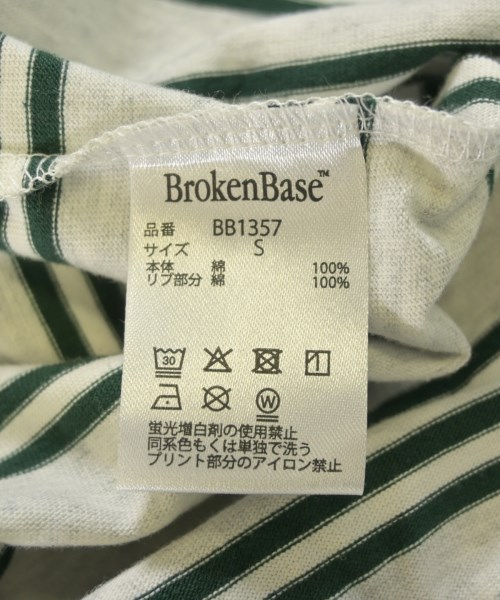 BrokenBase™
品番 BB1357
サイズ S
本体 綿 100%
リブ部分 綿 100%
30
W
蛍光増白剤の使用禁止
同系色もくは単独で洗う
プリント部分のアイロン禁止